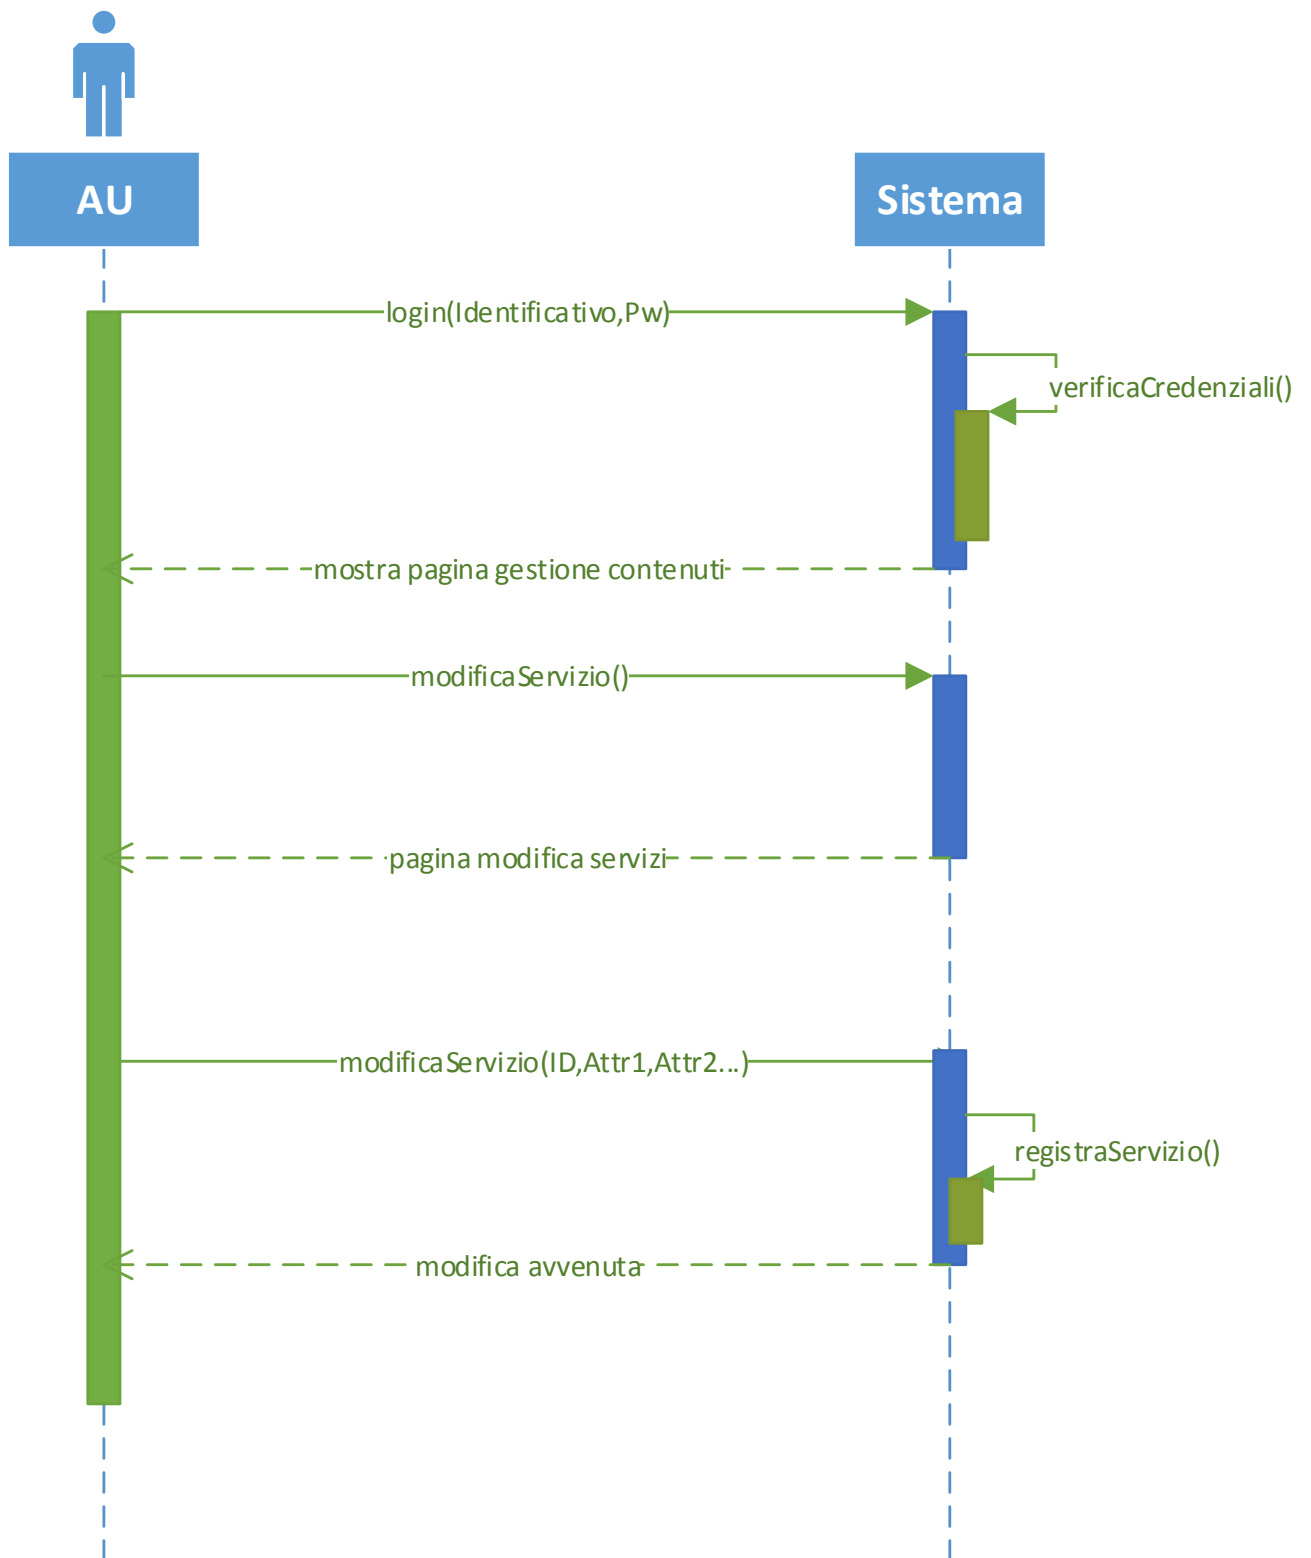 AU
Sistema
login(Identificativo,Pw)
verificaCredenziali()
mostra pagina gestione contenuti
modificaServizio()
pagina modifica servizi
modificaServizio(ID,Attr1,Attr2...)
registraServizio()
modifica avvenuta